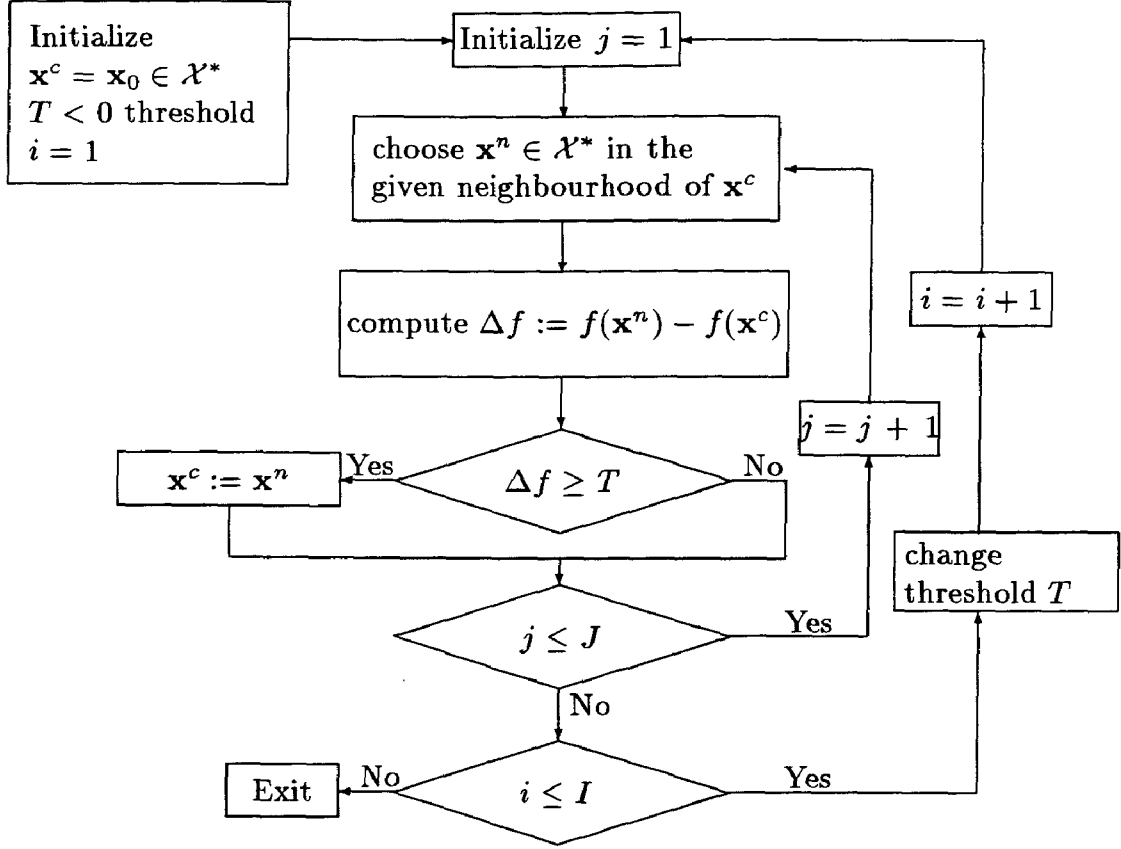 Initialize
x^c = x_0 ∈ 𝒳*
T < 0 threshold
i = 1
Initialize j = 1
choose x^n ∈ 𝒳* in the
given neighbourhood of x^c
compute Δf := f(x^n) − f(x^c)
i = i + 1
j = j + 1
Δf ≥ T
Yes
No
x^c := x^n
change
threshold T
j ≤ J
Yes
No
i ≤ I
No
Yes
Exit